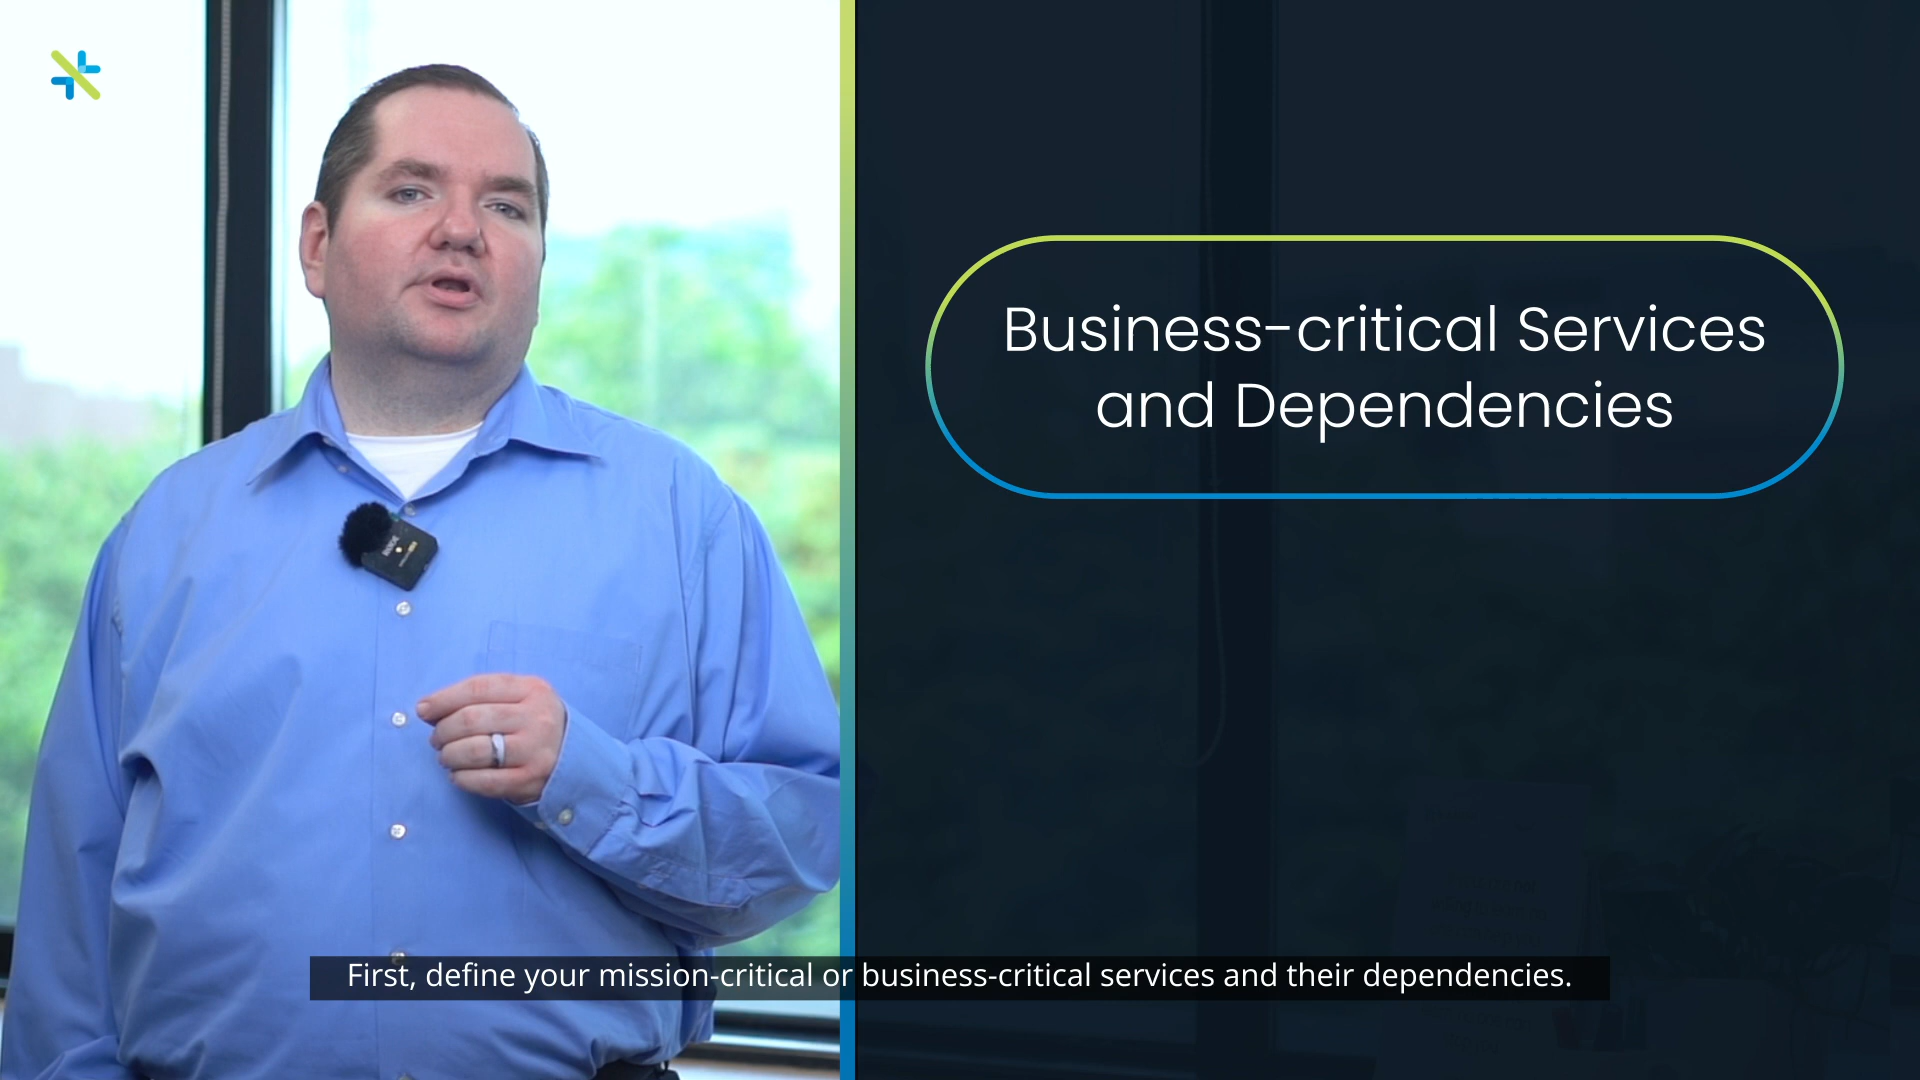 Business-critical Services
and Dependencies
First, define your mission-critical or business-critical services and their dependencies.